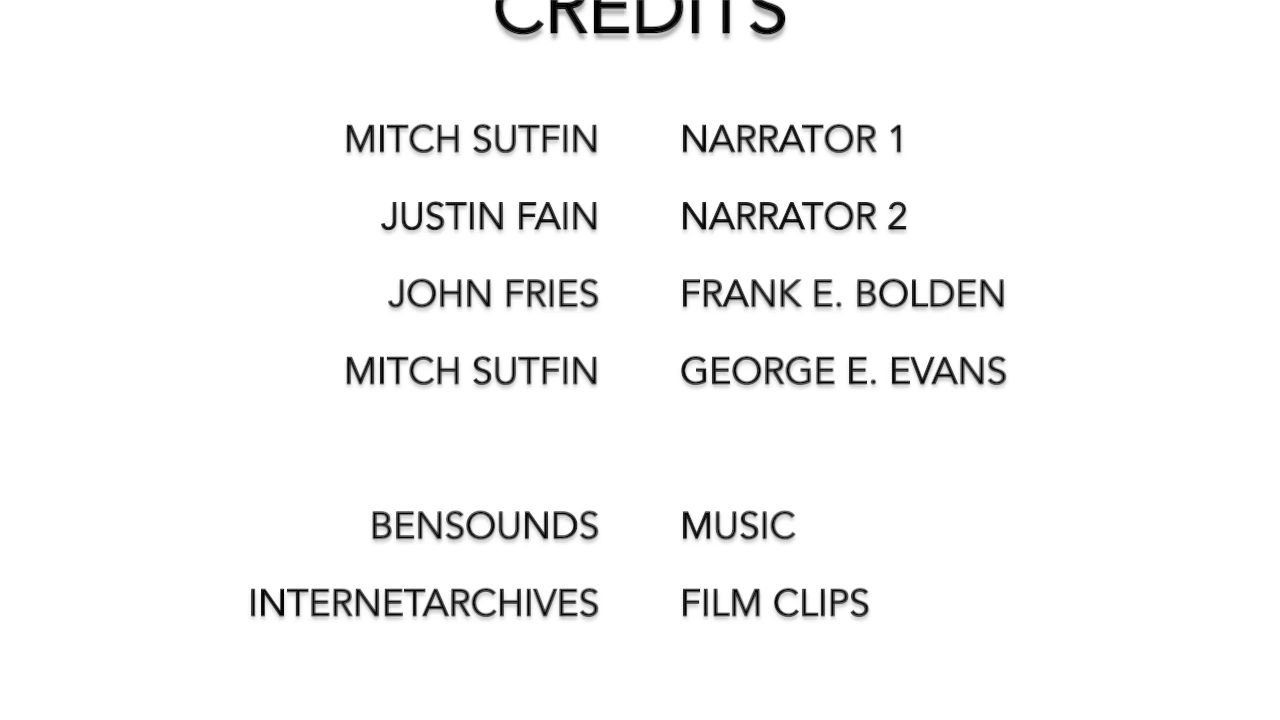 CREDITS
MITCH SUTFIN NARRATOR 1
JUSTIN FAIN NARRATOR 2
JOHN FRIES FRANK E. BOLDEN
MITCH SUTFIN GEORGE E. EVANS
BENSOUNDS MUSIC
INTERNETARCHIVES FILM CLIPS